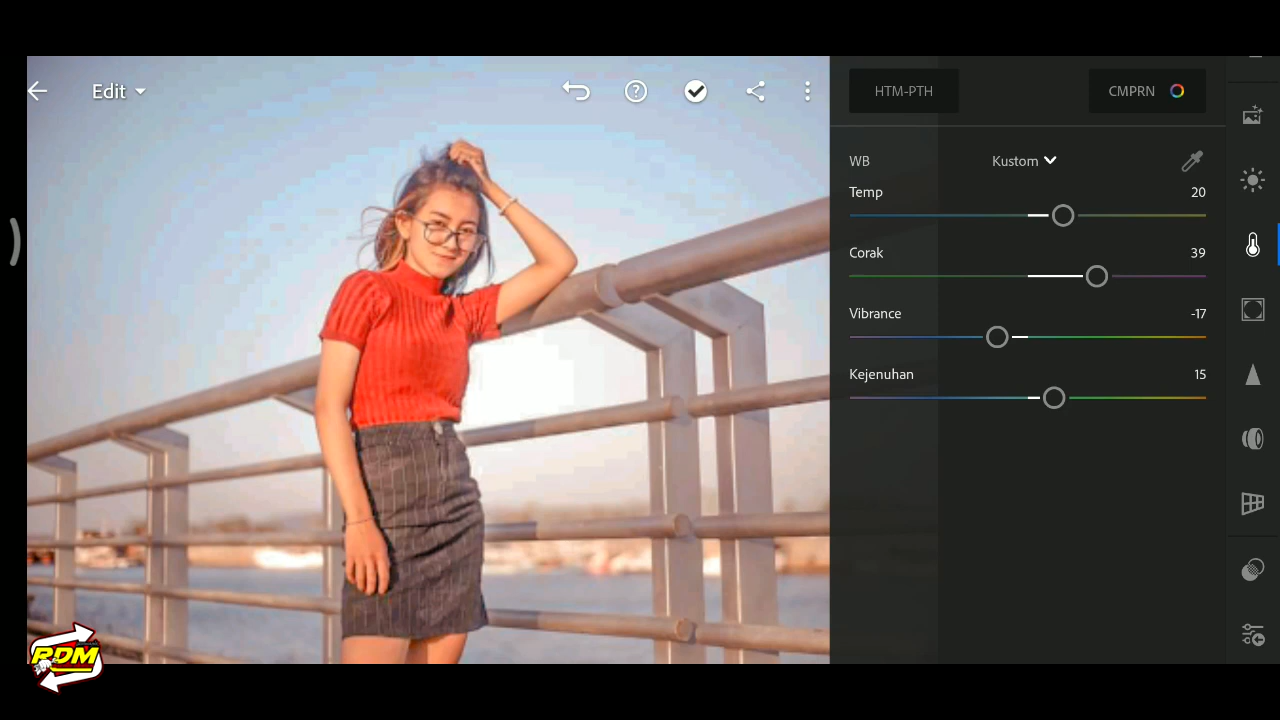 Edit
HTM-PTH
CMPRN
WB
Kustom
Temp
20
Corak
39
Vibrance
-17
Kejenuhan
15
RDM